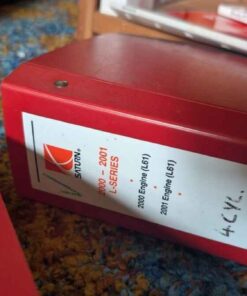 SATURN
2000 - 2001
L-SERIES
2000 Engine (L61)
2001 Engine (L61)
4 CYL.